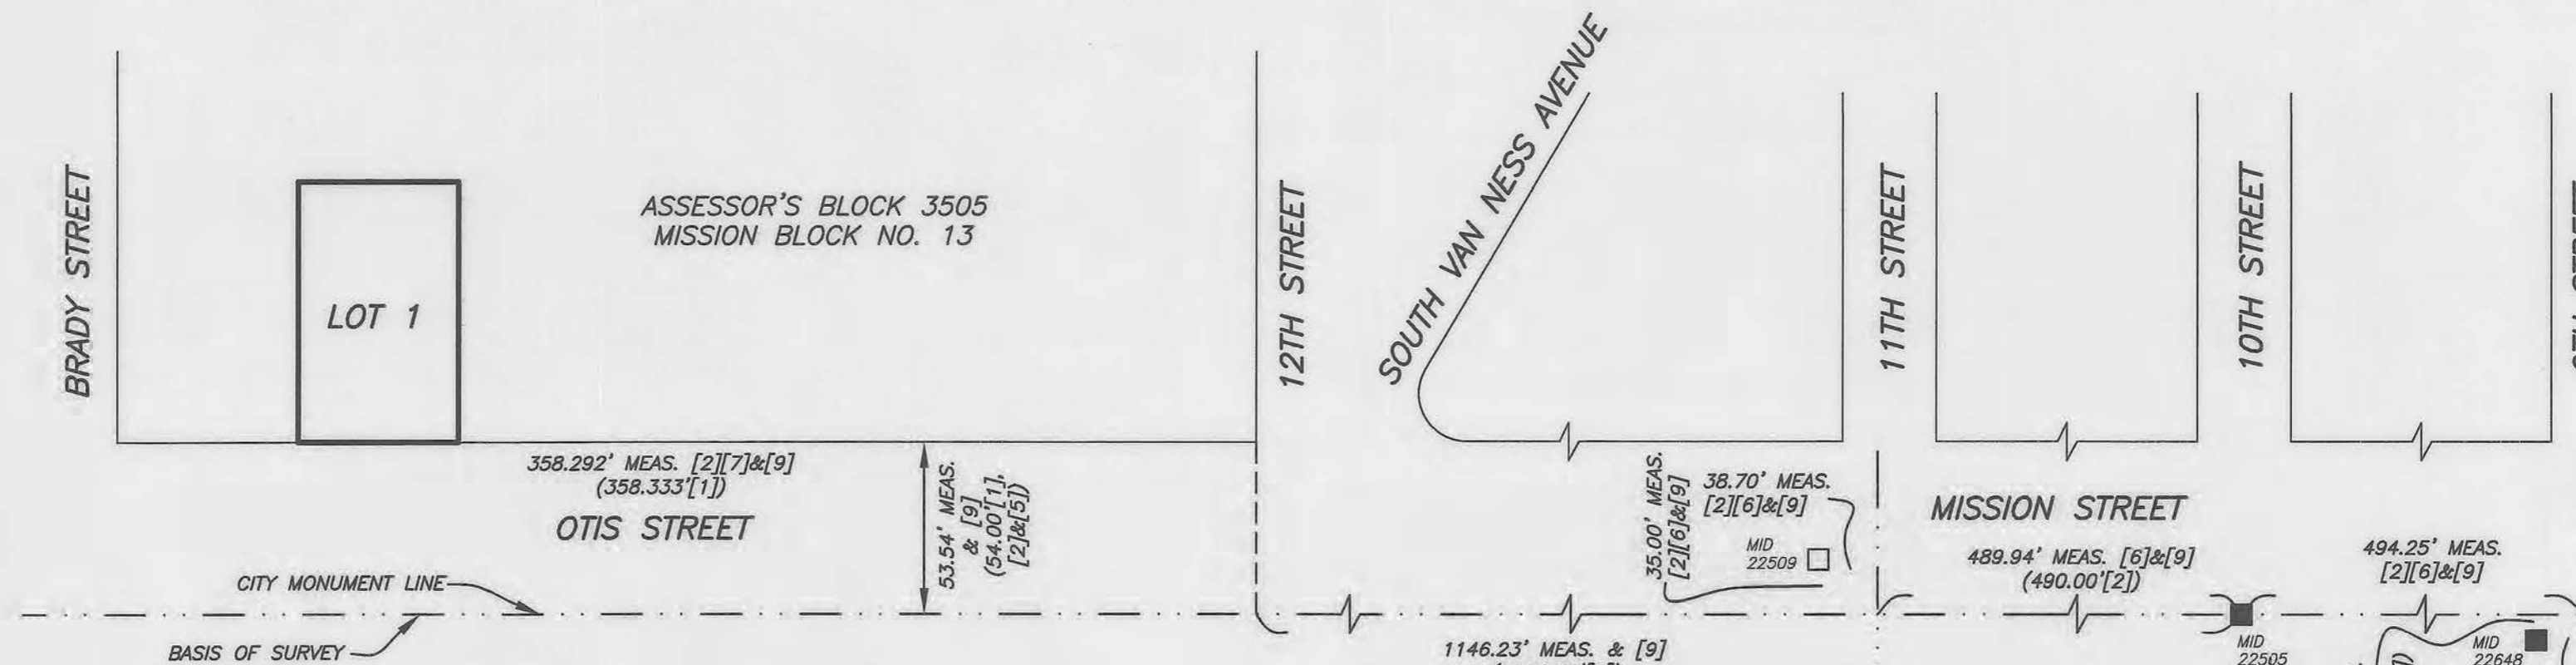 BRADY STREET
LOT 1
ASSESSOR'S BLOCK 3505
MISSION BLOCK NO. 13
12TH STREET
SOUTH VAN NESS AVENUE
11TH STREET
10TH STREET
358.292' MEAS. [2][7]&[9]
(358.333'[1])
OTIS STREET
53.54' MEAS.
& [9]
(54.00'[1],
[2]&[5])
CITY MONUMENT LINE
BASIS OF SURVEY
35.00' MEAS.
[2][6]&[9]
38.70' MEAS.
[2][6]&[9]
MID
22509
MISSION STREET
489.94' MEAS. [6]&[9]
(490.00'[2])
494.25' MEAS.
[2][6]&[9]
1146.23' MEAS. & [9]
MID
22505
MID
22648